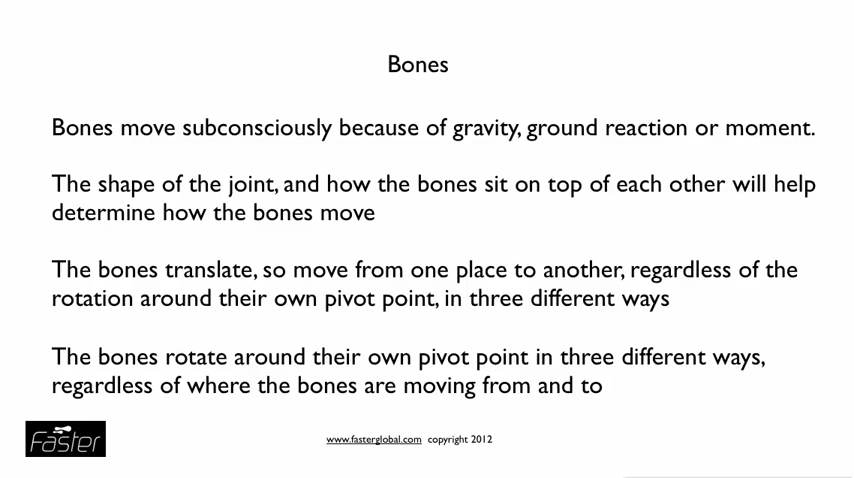 Bones
Bones move subconsciously because of gravity, ground reaction or moment.
The shape of the joint, and how the bones sit on top of each other will help
determine how the bones move
The bones translate, so move from one place to another, regardless of the
rotation around their own pivot point, in three different ways
The bones rotate around their own pivot point in three different ways,
regardless of where the bones are moving from and to
Faster
www.fasterglobal.com copyright 2012